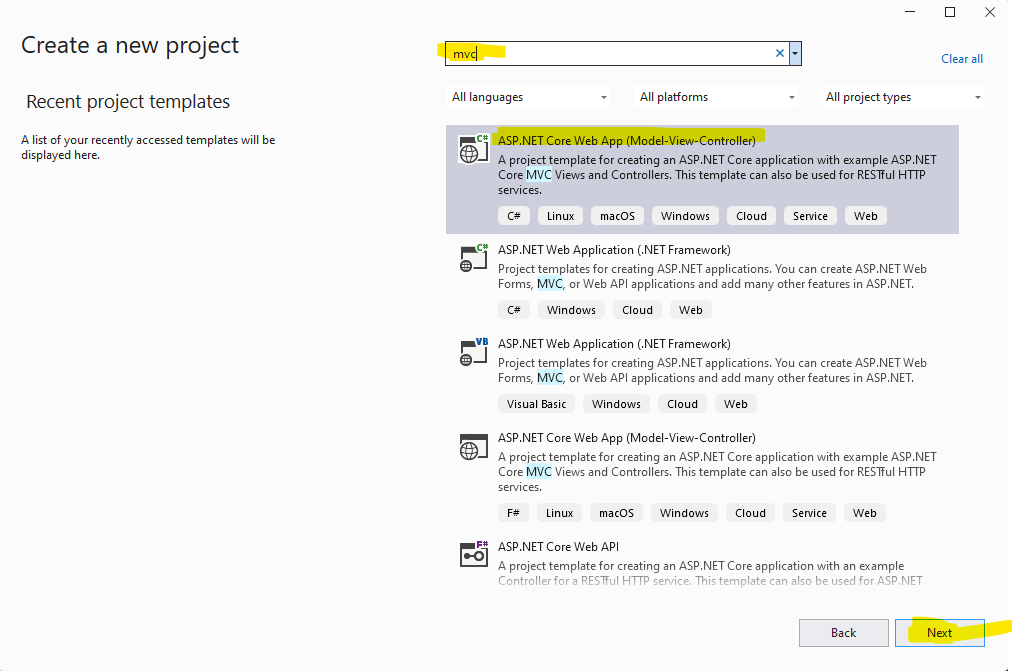 Create a new project
Recent project templates
A list of your recently accessed templates will be
displayed here.
mvc
Clear all
All languages
All platforms
All project types
C#
ASP.NET Core Web App (Model-View-Controller)
A project template for creating an ASP.NET Core application with example ASP.NET
Core MVC Views and Controllers. This template can also be used for RESTful HTTP
services.
C# Linux macOS Windows Cloud Service Web
C#
ASP.NET Web Application (.NET Framework)
Project templates for creating ASP.NET applications. You can create ASP.NET Web
Forms, MVC, or Web API applications and add many other features in ASP.NET.
C# Windows Cloud Web
VB
ASP.NET Web Application (.NET Framework)
Project templates for creating ASP.NET applications. You can create ASP.NET Web
Forms, MVC, or Web API applications and add many other features in ASP.NET.
Visual Basic Windows Cloud Web
ASP.NET Core Web App (Model-View-Controller)
A project template for creating an ASP.NET Core application with example ASP.NET
Core MVC Views and Controllers. This template can also be used for RESTful HTTP
services.
F# Linux macOS Windows Cloud Service Web
F#
ASP.NET Core Web API
A project template for creating an ASP.NET Core application with an example
Controller for a RESTful HTTP service. This template can also be used for ASP.NET
Back
Next